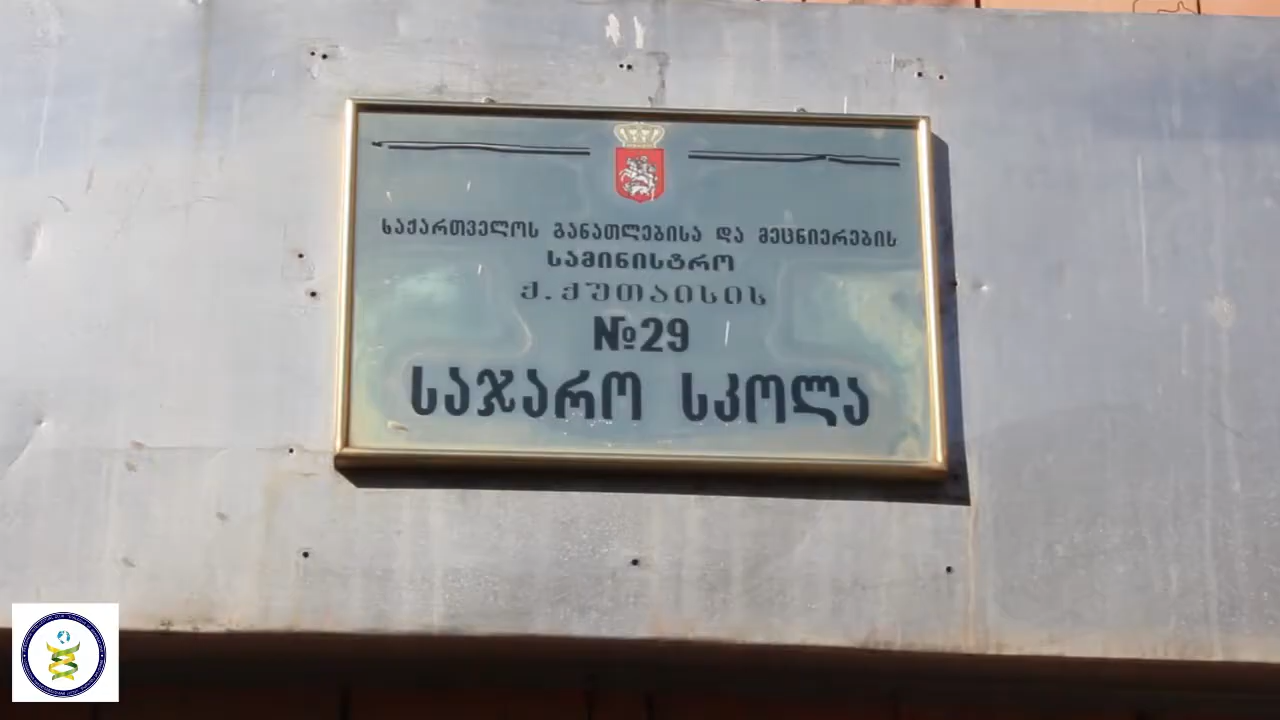 საქართველოს განათლებისა და მეცნიერების
სამინისტრო
ქ.ქუთაისის
№29
საჯარო სკოლა